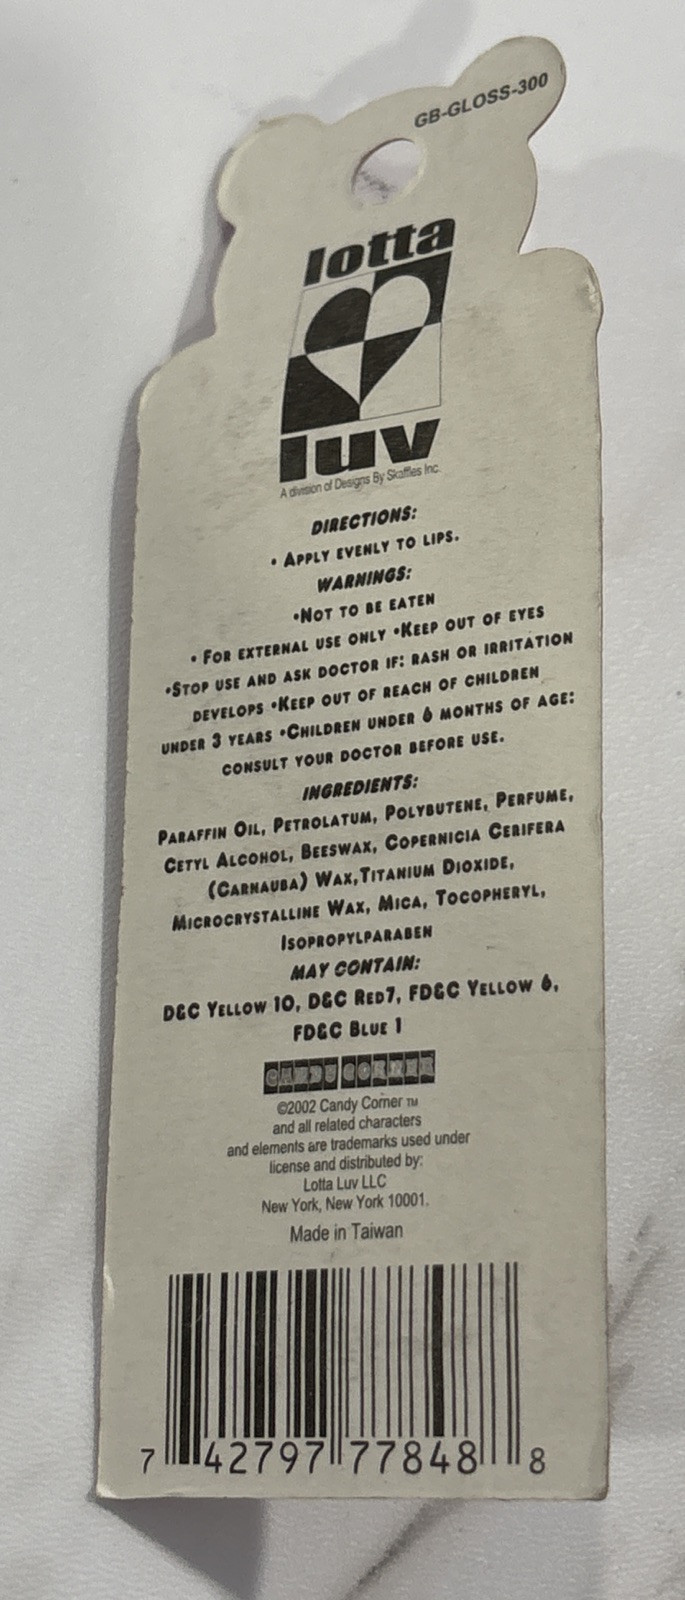 GB-GLOSS-300
lotta
luv
A division of Designs By Skaffles Inc.
DIRECTIONS:
• APPLY EVENLY TO LIPS.
WARNINGS:
•NOT TO BE EATEN
• FOR EXTERNAL USE ONLY •KEEP OUT OF EYES
•STOP USE AND ASK DOCTOR IF: RASH OR IRRITATION
DEVELOPS •KEEP OUT OF REACH OF CHILDREN
UNDER 3 YEARS •CHILDREN UNDER 6 MONTHS OF AGE:
CONSULT YOUR DOCTOR BEFORE USE.
INGREDIENTS:
PARAFFIN OIL, PETROLATUM, POLYBUTENE, PERFUME,
CETYL ALCOHOL, BEESWAX, COPERNICIA CERIFERA
(CARNAUBA) WAX,TITANIUM DIOXIDE,
MICROCRYSTALLINE WAX, MICA, TOCOPHERYL,
ISOPROPYLPARABEN
MAY CONTAIN:
D&C YELLOW 10, D&C RED7, FD&C YELLOW 6,
FD&C BLUE 1
CANDY CORNER
©2002 Candy Corner TM
and all related characters
and elements are trademarks used under
license and distributed by:
Lotta Luv LLC
New York, New York 10001.
Made in Taiwan
7 42797 77848 8